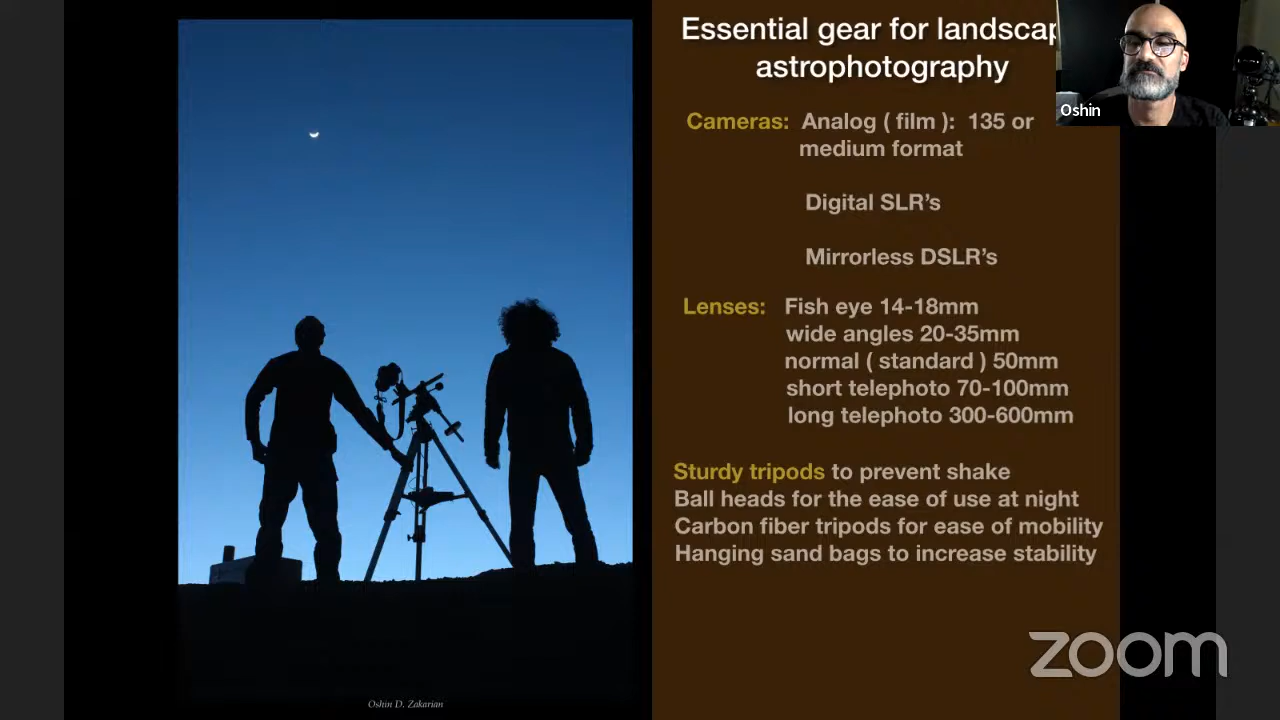 Essential gear for landscap
astrophotography
Oshin
Cameras: Analog ( film ): 135 or
medium format
Digital SLR’s
Mirrorless DSLR’s
Lenses: Fish eye 14-18mm
wide angles 20-35mm
normal ( standard ) 50mm
short telephoto 70-100mm
long telephoto 300-600mm
Sturdy tripods to prevent shake
Ball heads for the ease of use at night
Carbon fiber tripods for ease of mobility
Hanging sand bags to increase stability
zoom
Oshin D. Zakarian